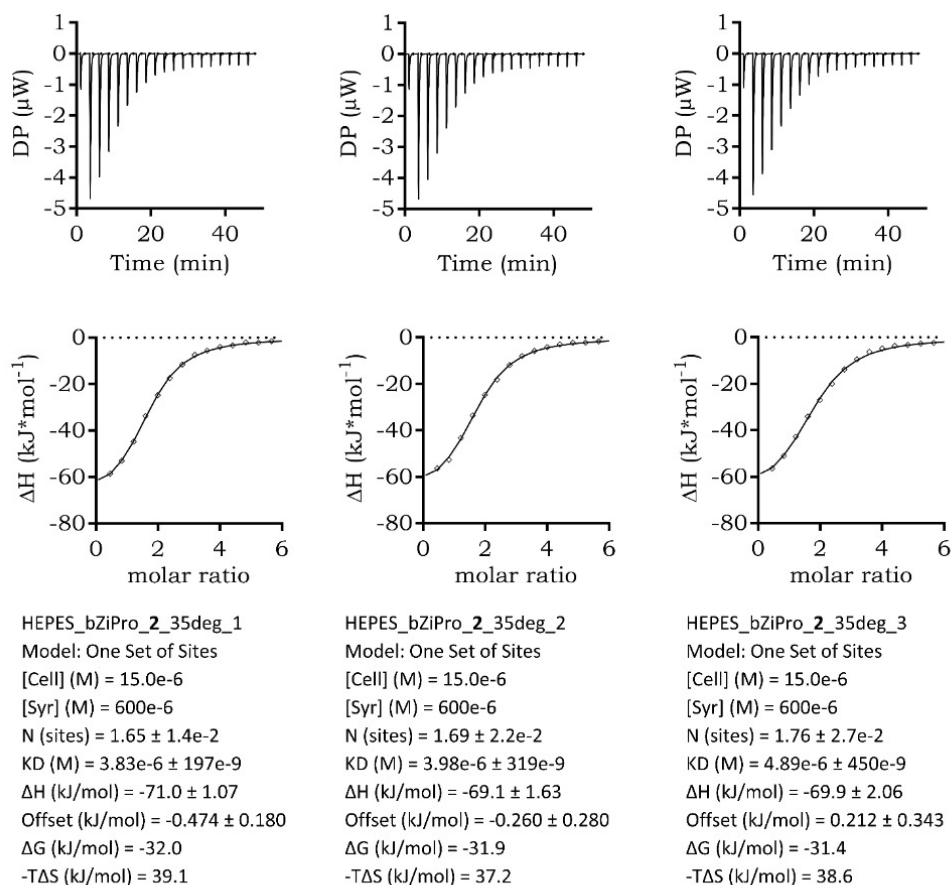 1
0
-1
-2
-3
-4
-5
DP (μW)
0 20 40
Time (min)
1
0
-1
-2
-3
-4
-5
DP (μW)
0 20 40
Time (min)
1
0
-1
-2
-3
-4
-5
DP (μW)
0 20 40
Time (min)
0
-20
-40
-60
-80
ΔH (kJ*mol⁻¹)
0 2 4 6
molar ratio
0
-20
-40
-60
-80
ΔH (kJ*mol⁻¹)
0 2 4 6
molar ratio
0
-20
-40
-60
-80
ΔH (kJ*mol⁻¹)
0 2 4 6
molar ratio
HEPES_bZiPro_2_35deg_1
Model: One Set of Sites
[Cell] (M) = 15.0e-6
[Syr] (M) = 600e-6
N (sites) = 1.65 ± 1.4e-2
KD (M) = 3.83e-6 ± 197e-9
ΔH (kJ/mol) = -71.0 ± 1.07
Offset (kJ/mol) = -0.474 ± 0.180
ΔG (kJ/mol) = -32.0
-TΔS (kJ/mol) = 39.1
HEPES_bZiPro_2_35deg_2
Model: One Set of Sites
[Cell] (M) = 15.0e-6
[Syr] (M) = 600e-6
N (sites) = 1.69 ± 2.2e-2
KD (M) = 3.98e-6 ± 319e-9
ΔH (kJ/mol) = -69.1 ± 1.63
Offset (kJ/mol) = -0.260 ± 0.280
ΔG (kJ/mol) = -31.9
-TΔS (kJ/mol) = 37.2
HEPES_bZiPro_2_35deg_3
Model: One Set of Sites
[Cell] (M) = 15.0e-6
[Syr] (M) = 600e-6
N (sites) = 1.76 ± 2.7e-2
KD (M) = 4.89e-6 ± 450e-9
ΔH (kJ/mol) = -69.9 ± 2.06
Offset (kJ/mol) = 0.212 ± 0.343
ΔG (kJ/mol) = -31.4
-TΔS (kJ/mol) = 38.6